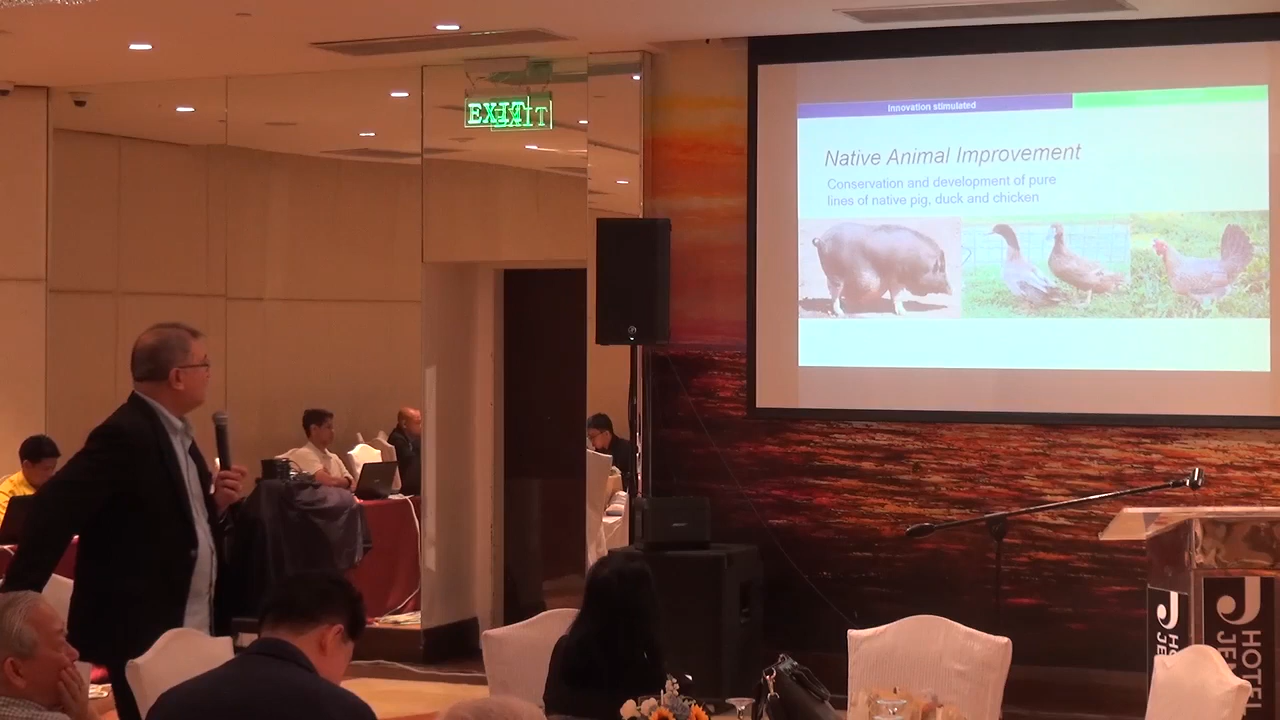 EXIT
Innovation stimulated
Native Animal Improvement
Conservation and development of pure
lines of native pig, duck and chicken
J
HOTEL
J
HOTEL